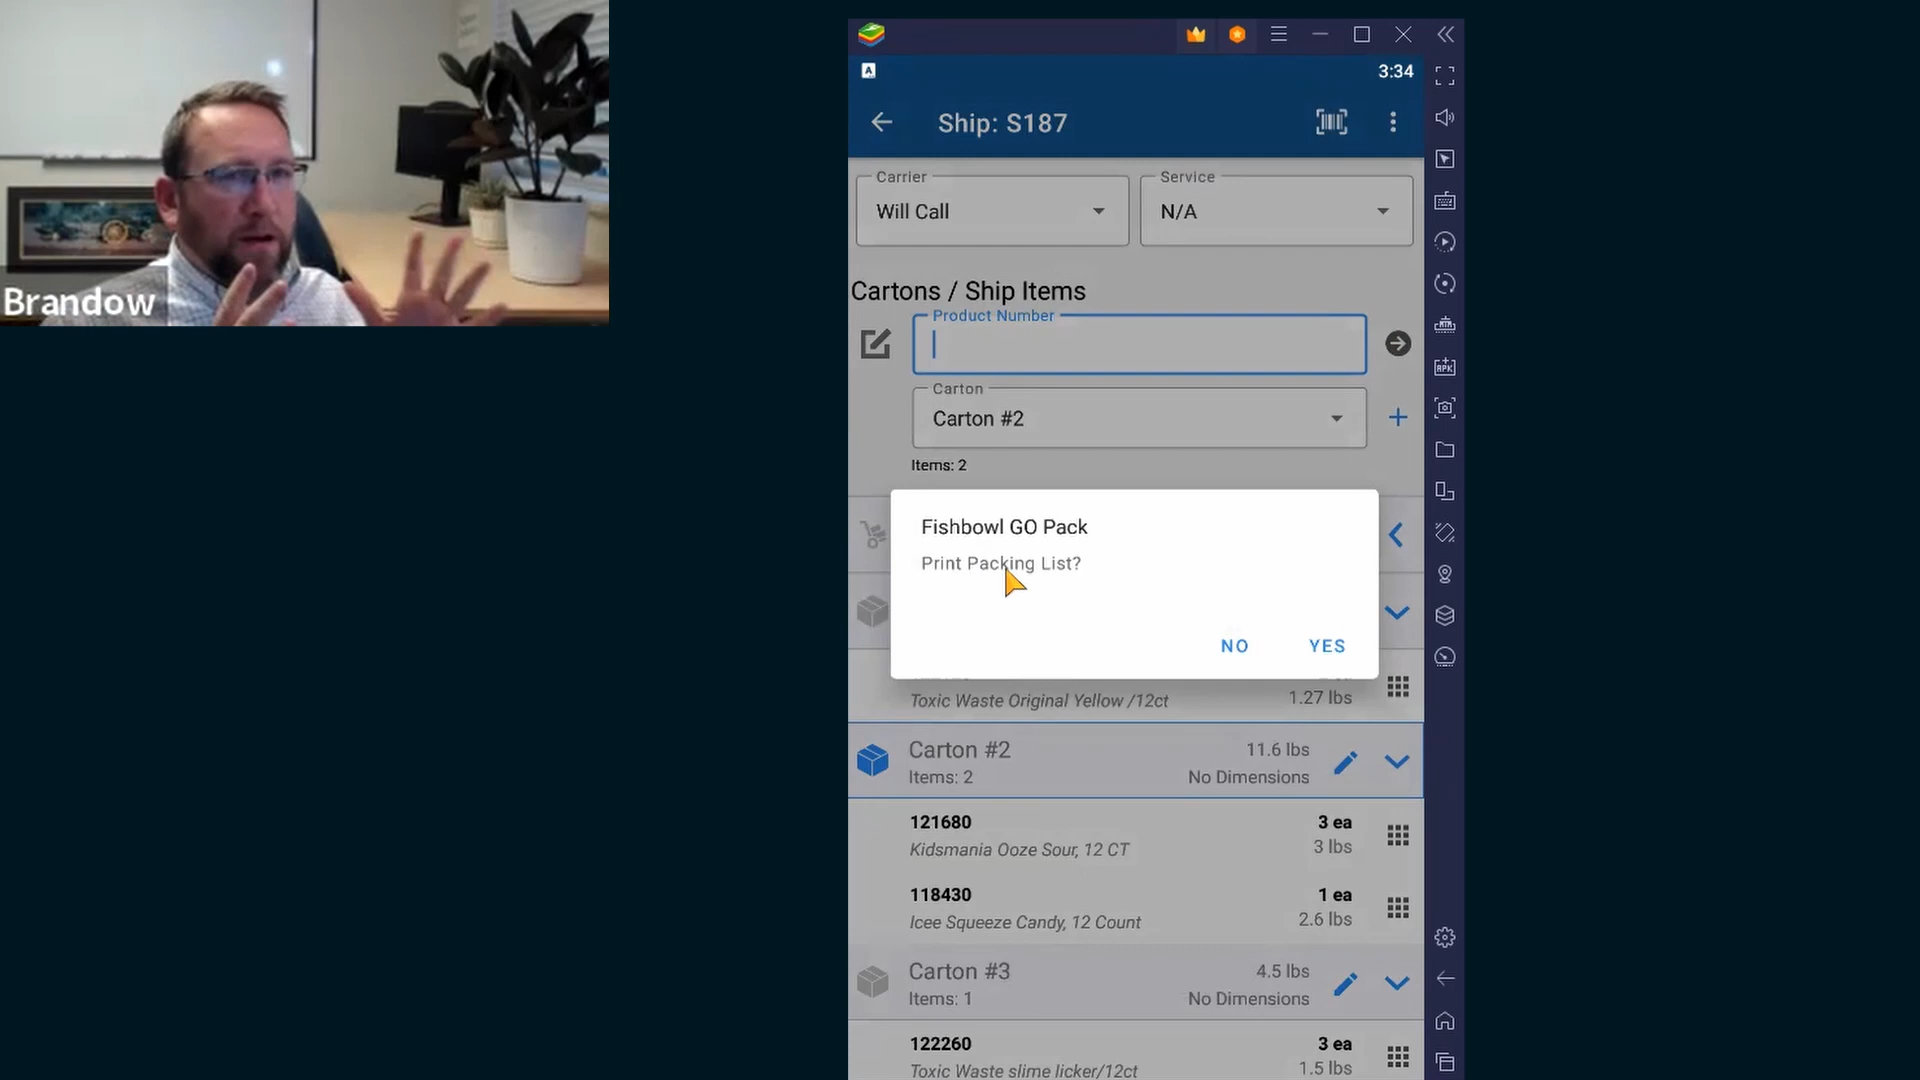 Brandow
3:34
Ship: S187
Carrier
Will Call
Service
N/A
Cartons / Ship Items
Product Number
Carton
Carton #2
Items: 2
Fishbowl GO Pack
Print Packing List?
NO YES
Toxic Waste Original Yellow /12ct
1.27 lbs
Carton #2
11.6 lbs
Items: 2
No Dimensions
121680
3 ea
Kidsmania Ooze Sour, 12 CT
3 lbs
118430
1 ea
Icee Squeeze Candy, 12 Count
2.6 lbs
Carton #3
4.5 lbs
Items: 1
No Dimensions
122260
3 ea
Toxic Waste slime licker/12ct
1.5 lbs